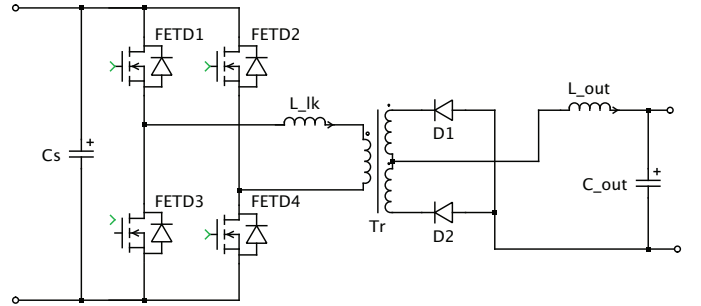 FETD1
FETD2
L_lk
L_out
Cs
+
D1
+
C_out
FETD3
FETD4
Tr
D2